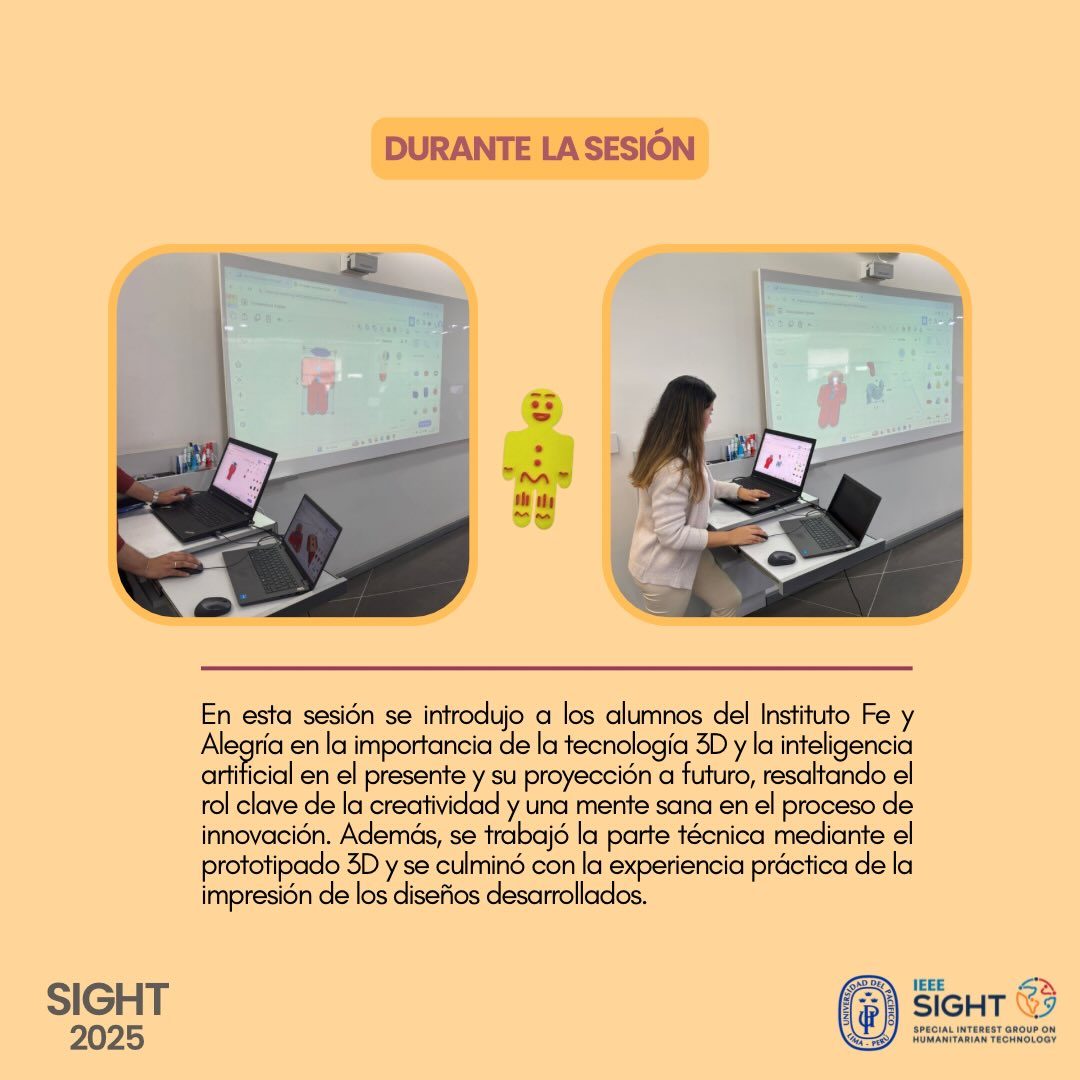 DURANTE LA SESIÓN
En esta sesión se introdujo a los alumnos del Instituto Fe y
Alegría en la importancia de la tecnología 3D y la inteligencia
artificial en el presente y su proyección a futuro, resaltando el
rol clave de la creatividad y una mente sana en el proceso de
innovación. Además, se trabajó la parte técnica mediante el
prototipado 3D y se culminó con la experiencia práctica de la
impresión de los diseños desarrollados.
SIGHT
2025
UNIVERSIDAD DEL PACÍFICO
LIMA - PERÚ
IEEE
SIGHT
SPECIAL INTEREST GROUP ON
HUMANITARIAN TECHNOLOGY